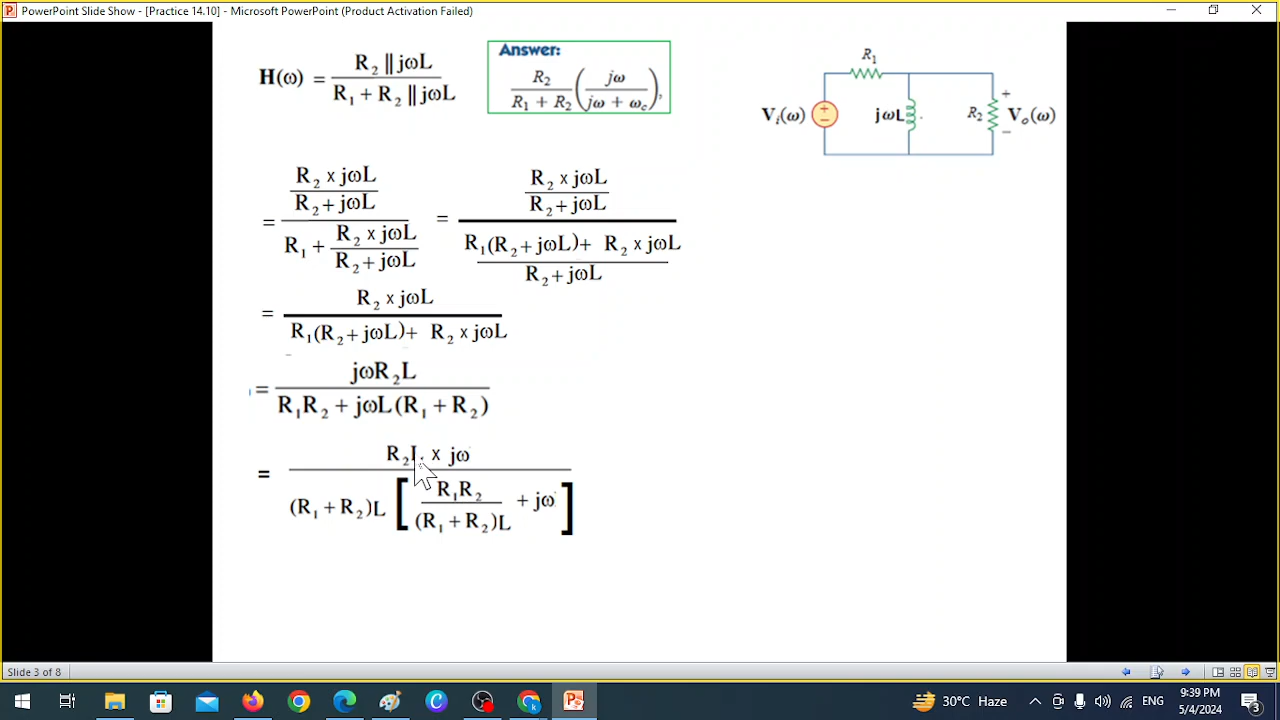 PowerPoint Slide Show - [Practice 14.10] - Microsoft PowerPoint (Product Activation Failed)
H(ω) = R₂ ∥ jωL / R₁ + R₂ ∥ jωL
Answer:
R₂ / R₁ + R₂ ( jω / jω + ω꜀ ),
R₁
Vᵢ(ω)
jωL
R₂
+
−
Vₒ(ω)
= R₂ x jωL / R₂ + jωL / R₁ + R₂ x jωL / R₂ + jωL
= R₂ x jωL / R₂ + jωL / R₁(R₂ + jωL) + R₂ x jωL / R₂ + jωL
= R₂ x jωL / R₁(R₂ + jωL) + R₂ x jωL
= jωR₂L / R₁R₂ + jωL(R₁ + R₂)
= R₂L x jω / (R₁ + R₂)L [ R₁R₂ / (R₁ + R₂)L + jω ]
Slide 3 of 8
30°C Haze
ENG
9:39 PM
5/4/2024
3